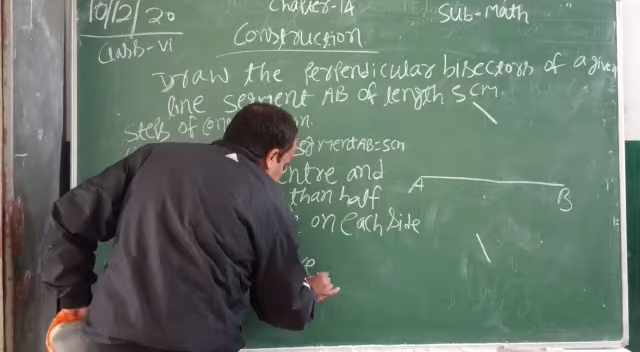 10/12/20
Chapter-14
Sub-Math
Class-VI
Construction
Draw the perpendicular bisectors of a given
line segment AB of length 5cm.
Steps of
segment AB=5cm
centre and
than half
on each side
A
B